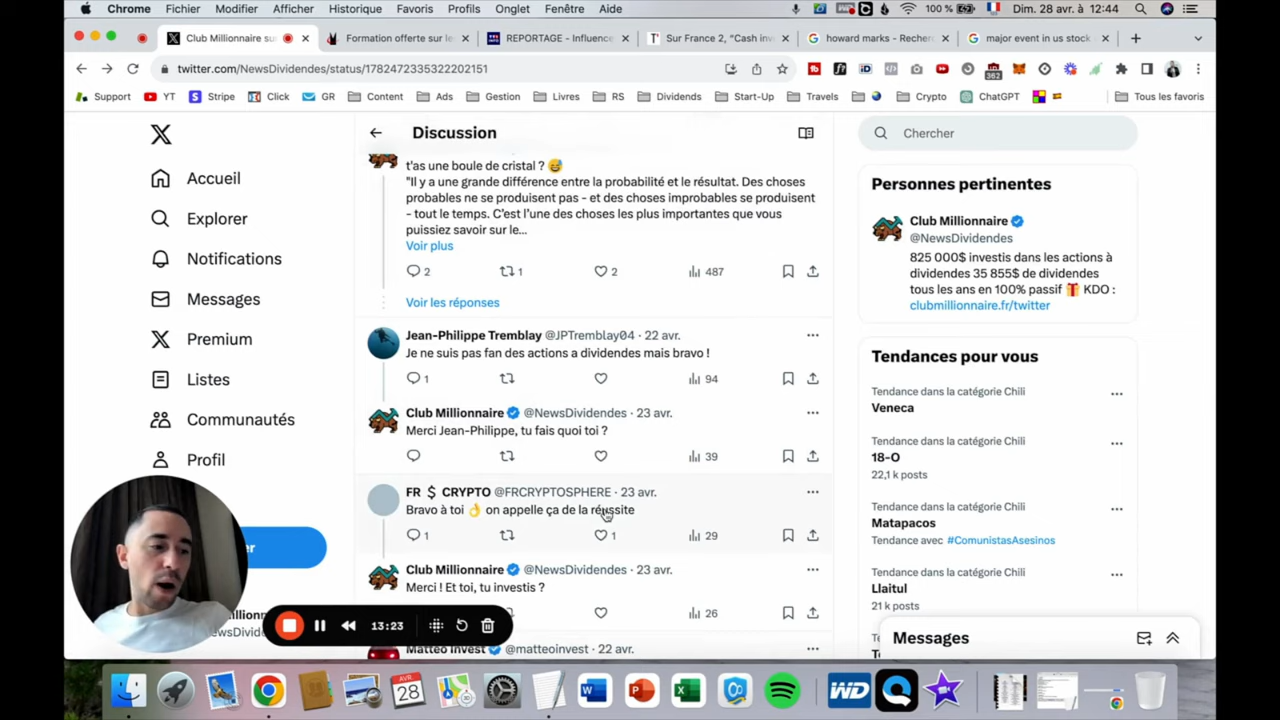 Chrome Fichier Modifier Afficher Historique Favoris Profils Onglet Fenêtre Aide 100 % Dim. 28 avr. à 12:44
Club Millionnaire su
Formation offerte sur le
REPORTAGE - Influence
Sur France 2, "Cash inv
howard marks - Recher
major event in us stock
twitter.com/NewsDividendes/status/1782472335322202151
362
Support YT Stripe Click GR Content Ads Gestion Livres RS Dividends Start-Up Travels Crypto ChatGPT Tous les favoris
Accueil
Explorer
Notifications
Messages
Premium
Listes
Communautés
Profil
Discussion
t'as une boule de cristal ? 😅
"Il y a une grande différence entre la probabilité et le résultat. Des choses
probables ne se produisent pas - et des choses improbables se produisent
- tout le temps. C'est l'une des choses les plus importantes que vous
puissiez savoir sur le...
Voir plus
2 1 2 487
Voir les réponses
Jean-Philippe Tremblay @JPTremblay04 · 22 avr.
Je ne suis pas fan des actions a dividendes mais bravo !
1 94
Club Millionnaire @NewsDividendes · 23 avr.
Merci Jean-Philippe, tu fais quoi toi ?
39
FR $ CRYPTO @FRCRYPTOSPHERE · 23 avr.
Bravo à toi 👌 on appelle ça de la réussite
1 1 29
Club Millionnaire @NewsDividendes · 23 avr.
Merci ! Et toi, tu investis ?
26
Matteo Invest @matteoinvest · 22 avr.
Chercher
Personnes pertinentes
Club Millionnaire
@NewsDividendes
825 000$ investis dans les actions à
dividendes 35 855$ de dividendes
tous les ans en 100% passif 🎁 KDO :
clubmillionnaire.fr/twitter
Tendances pour vous
Tendance dans la catégorie Chili
Veneca
Tendance dans la catégorie Chili
18-O
22,1 k posts
Tendance dans la catégorie Chili
Matapacos
Tendance avec #ComunistasAsesinos
Tendance dans la catégorie Chili
Llaitul
21 k posts
Messages
13:23
AVR.
28
WD